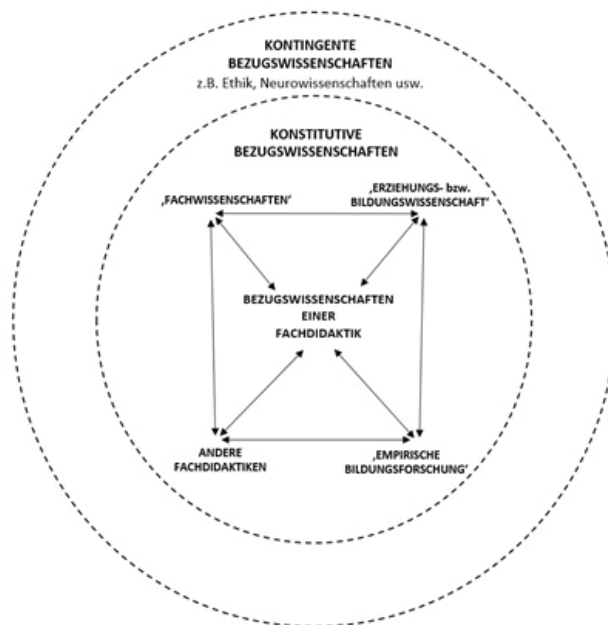 KONTINGENTE
BEZUGSWISSENSCHAFTEN
z.B. Ethik, Neurowissenschaften usw.
KONSTITUTIVE
BEZUGSWISSENSCHAFTEN
‚FACHWISSENSCHAFTEN‘
‚ERZIEHUNGS- bzw.
BILDUNGSWISSENSCHAFT‘
BEZUGSWISSENSCHAFTEN
EINER
FACHDIDAKTIK
ANDERE
FACHDIDAKTIKEN
‚EMPIRISCHE
BILDUNGSFORSCHUNG‘